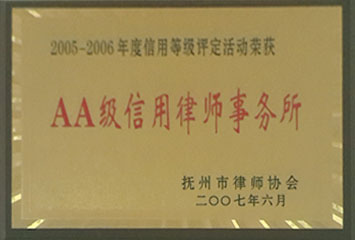 2005-2006年度信用等级评定活动荣获
AA级信用律师事务所
抚州市律师协会
二〇〇七年六月